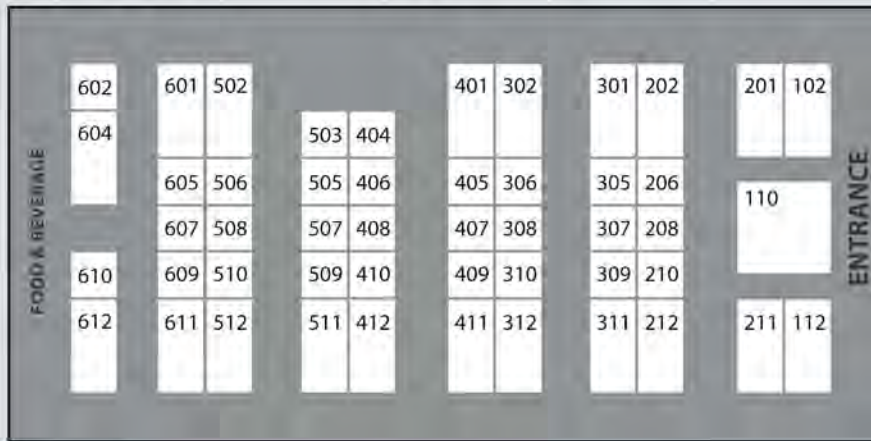 602 601 502 401 302 301 202 201 102
604 503 404
605 506 505 406 405 306 305 206 110
607 508 507 408 407 308 307 208
610 609 510 509 410 409 310 309 210
612 611 512 511 412 411 312 311 212 211 112
FOOD & BEVERAGE
ENTRANCE